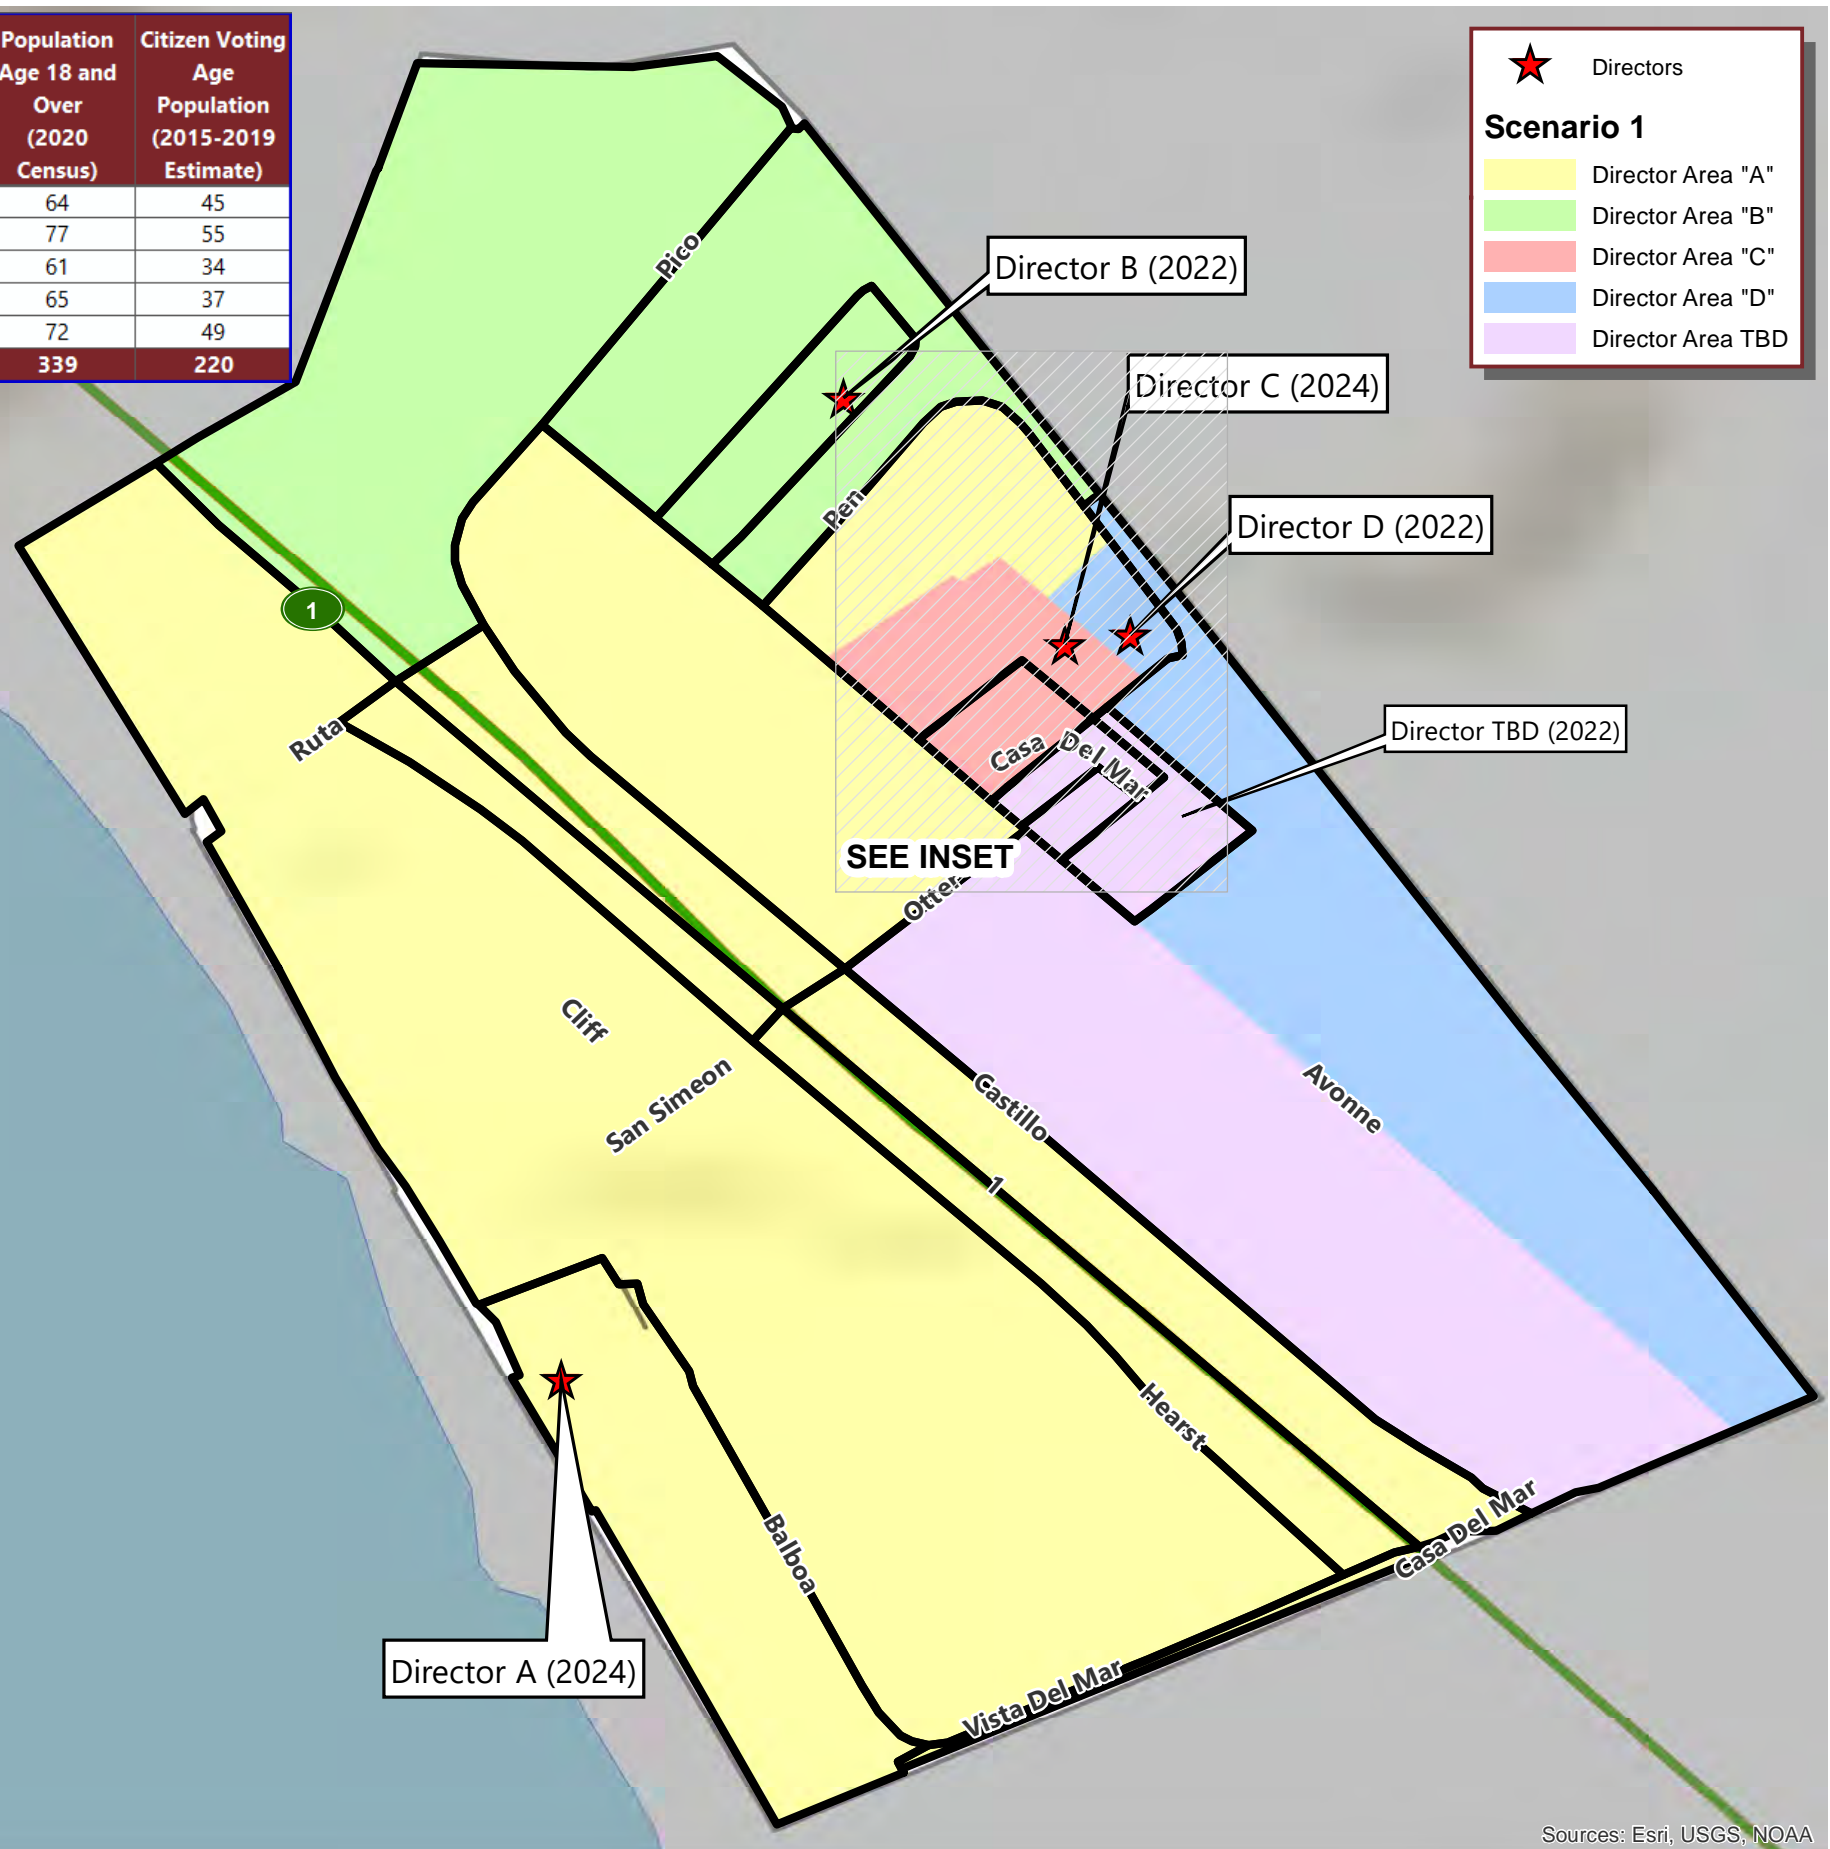 Population
Age 18 and
Over
(2020
Census)
Citizen Voting
Age
Population
(2015-2019
Estimate)
64 45
77 55
61 34
65 37
72 49
339 220
Directors
Scenario 1
Director Area "A"
Director Area "B"
Director Area "C"
Director Area "D"
Director Area TBD
Pico
Director B (2022)
Director C (2024)
Pen
Director D (2022)
1
Ruta
Director TBD (2022)
Casa Del Mar
SEE INSET
Otter
Cliff
San Simeon
Castillo
Avonne
1
Hearst
Balboa
Casa Del Mar
Director A (2024)
Vista Del Mar
Sources: Esri, USGS, NOAA